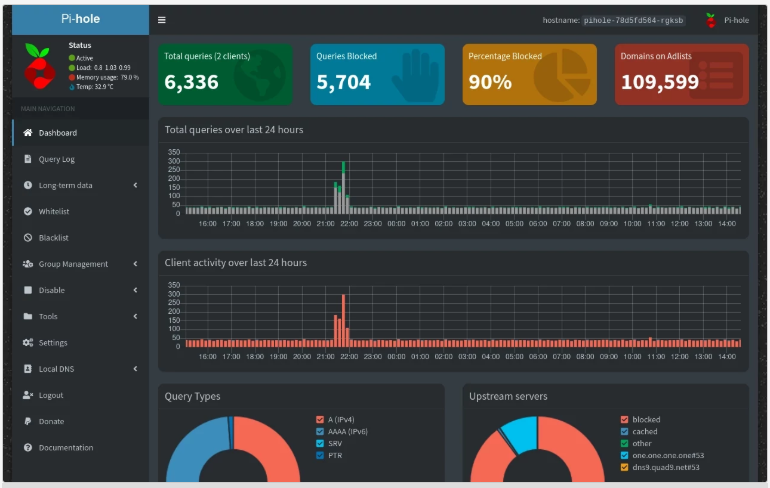 Pi-hole
hostname: pihole-78d5fd564-rgksb
Pi-hole
Status
Active
Load: 0.8 1.03 0.99
Memory usage: 79.0 %
Temp: 32.9 °C
MAIN NAVIGATION
Dashboard
Query Log
Long-term data
Whitelist
Blacklist
Group Management
Disable
Tools
Settings
Local DNS
Logout
Donate
Documentation
Total queries (2 clients)
6,336
Queries Blocked
5,704
Percentage Blocked
90%
Domains on Adlists
109,599
Total queries over last 24 hours
350
300
250
200
150
100
50
0
16:00 17:00 18:00 19:00 20:00 21:00 22:00 23:00 00:00 01:00 02:00 03:00 04:00 05:00 06:00 07:00 08:00 09:00 10:00 11:00 12:00 13:00 14:00
Client activity over last 24 hours
350
300
250
200
150
100
50
0
16:00 17:00 18:00 19:00 20:00 21:00 22:00 23:00 00:00 01:00 02:00 03:00 04:00 05:00 06:00 07:00 08:00 09:00 10:00 11:00 12:00 13:00 14:00
Query Types
A (IPv4)
AAAA (IPv6)
SRV
PTR
Upstream servers
blocked
cached
other
one.one.one.one#53
dns9.quad9.net#53